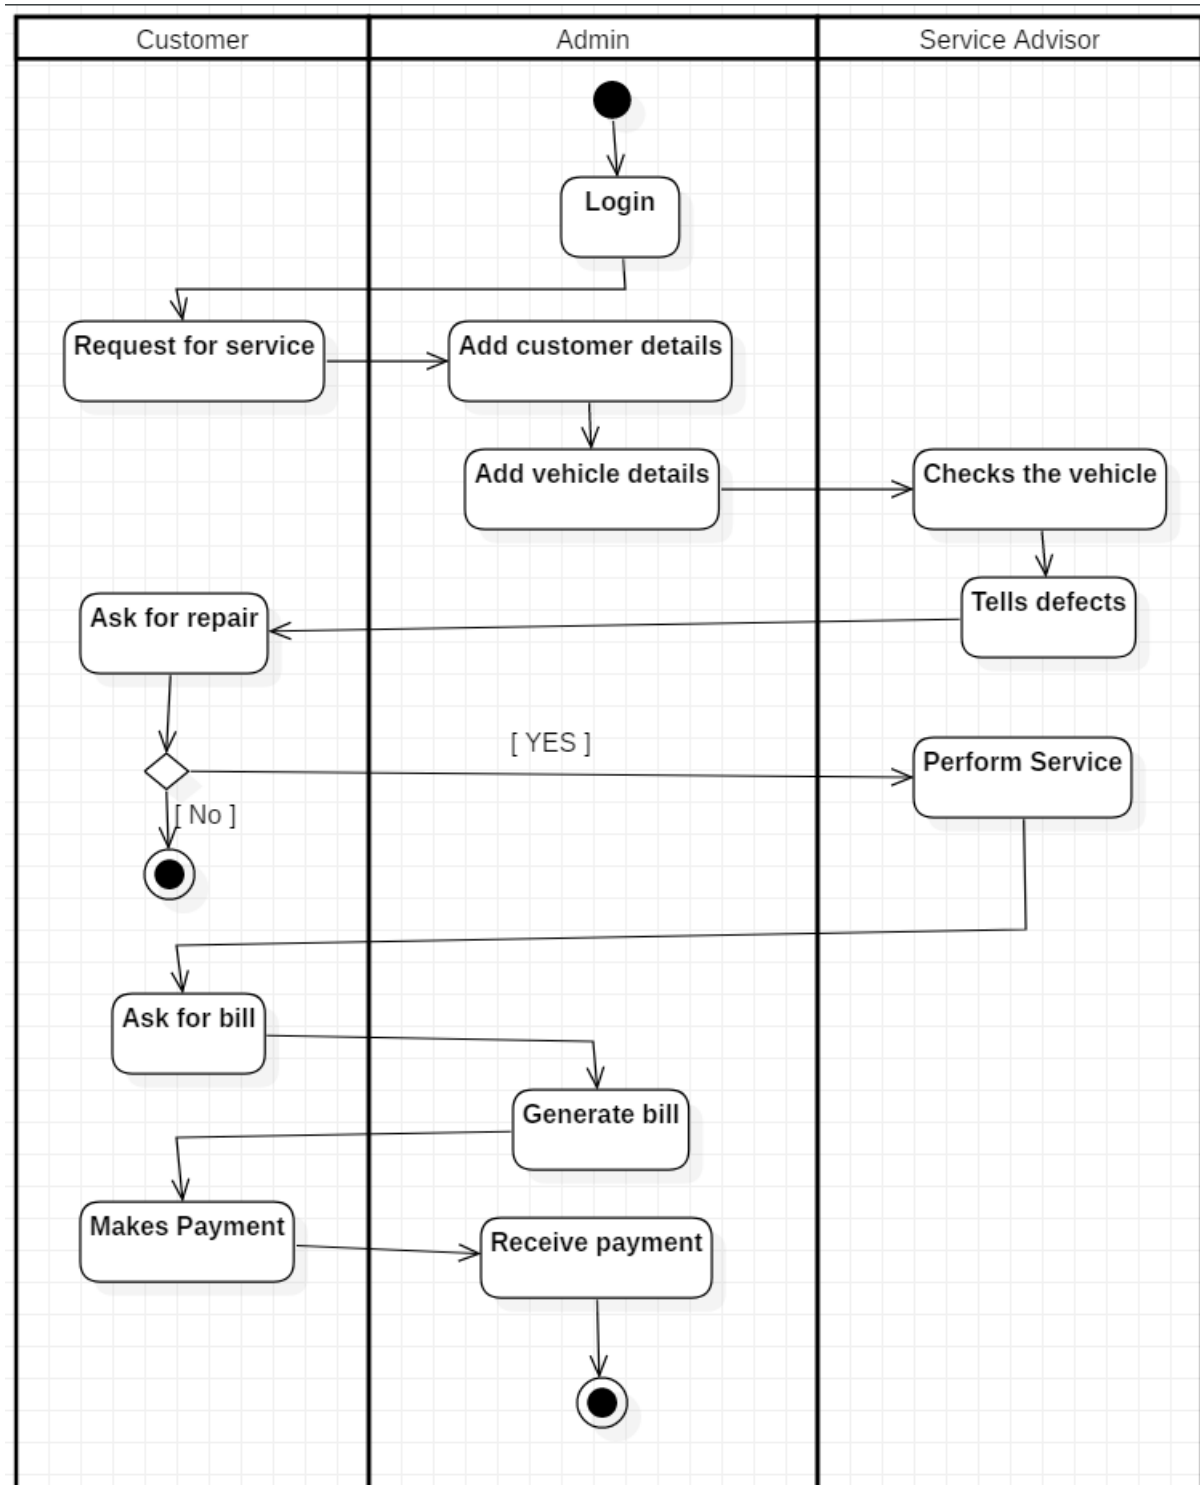 Customer
Admin
Service Advisor
Login
Request for service
Add customer details
Add vehicle details
Checks the vehicle
Tells defects
Ask for repair
[ YES ]
Perform Service
[ No ]
Ask for bill
Generate bill
Makes Payment
Receive payment